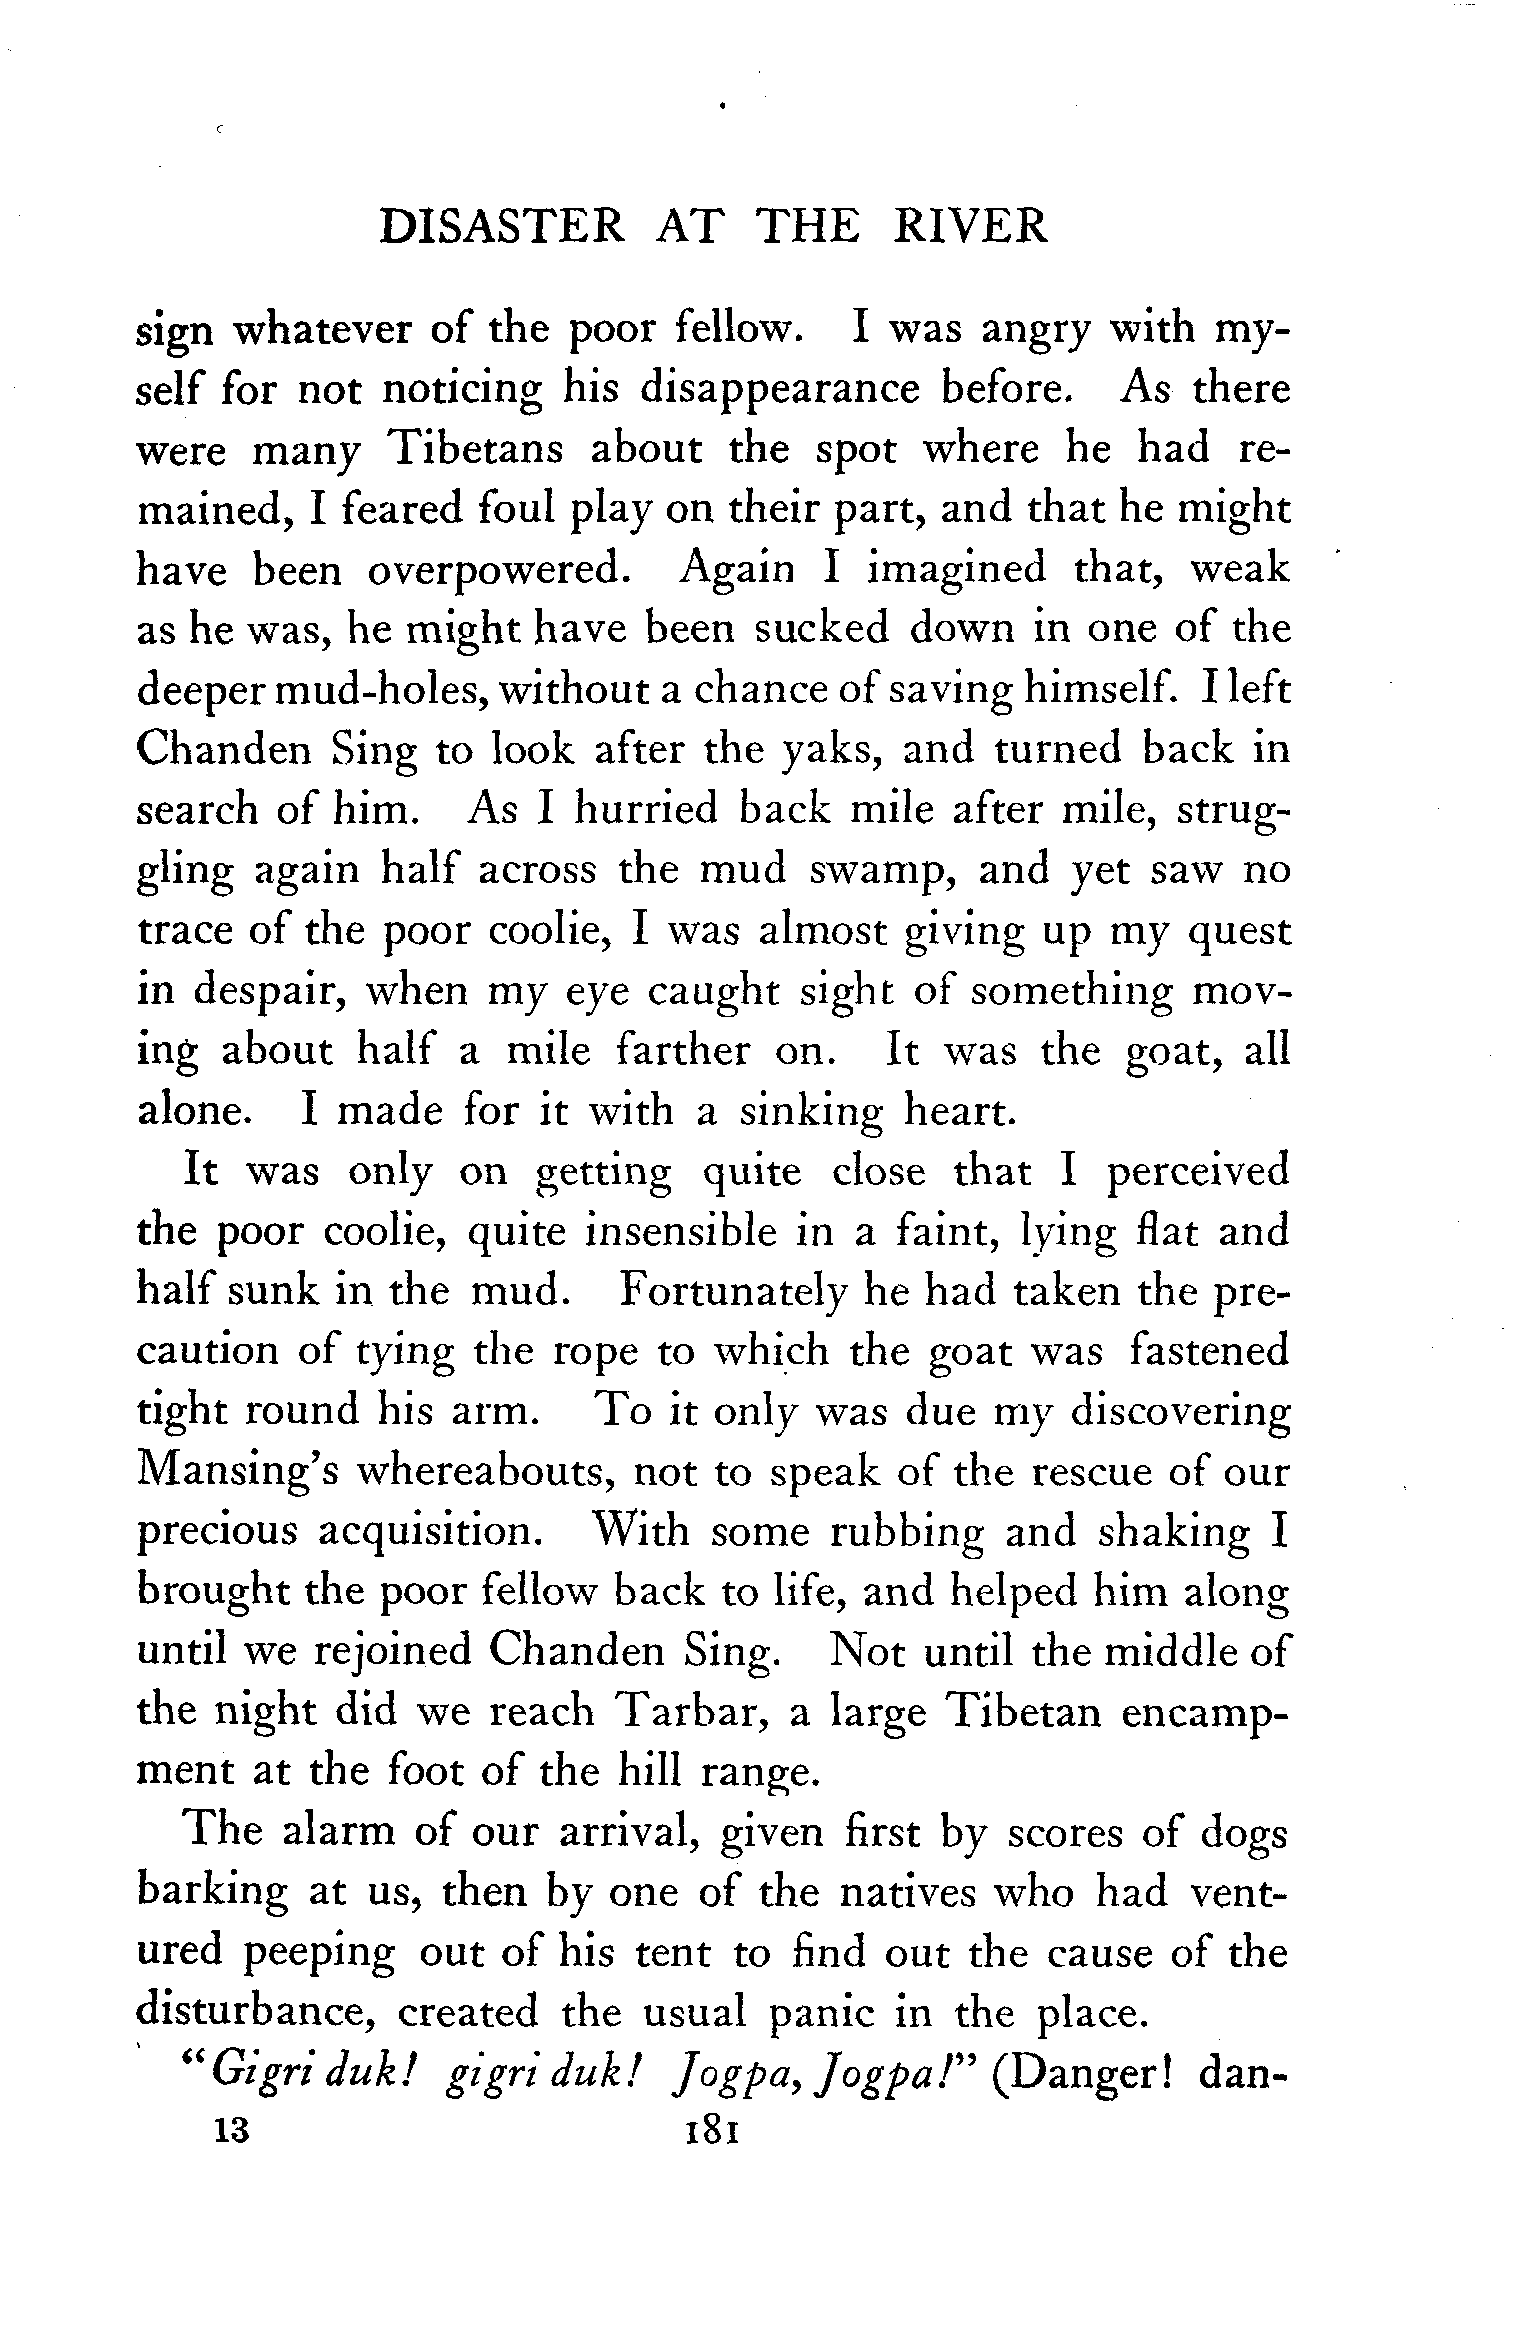 DISASTER AT THE RIVER
sign whatever of the poor fellow. I was angry with my-
self for not noticing his disappearance before. As there
were many Tibetans about the spot where he had re-
mained, I feared foul play on their part, and that he might
have been overpowered. Again I imagined that, weak
as he was, he might have been sucked down in one of the
deeper mud-holes, without a chance of saving himself. I left
Chanden Sing to look after the yaks, and turned back in
search of him. As I hurried back mile after mile, strug-
gling again half across the mud swamp, and yet saw no
trace of the poor coolie, I was almost giving up my quest
in despair, when my eye caught sight of something mov-
ing about half a mile farther on. It was the goat, all
alone. I made for it with a sinking heart.
It was only on getting quite close that I perceived
the poor coolie, quite insensible in a faint, lying flat and
half sunk in the mud. Fortunately he had taken the pre-
caution of tying the rope to which the goat was fastened
tight round his arm. To it only was due my discovering
Mansing's whereabouts, not to speak of the rescue of our
precious acquisition. With some rubbing and shaking I
brought the poor fellow back to life, and helped him along
until we rejoined Chanden Sing. Not until the middle of
the night did we reach Tarbar, a large Tibetan encamp-
ment at the foot of the hill range.
The alarm of our arrival, given first by scores of dogs
barking at us, then by one of the natives who had vent-
ured peeping out of his tent to find out the cause of the
disturbance, created the usual panic in the place.
"Gigri duk! gigri duk! Jogpa, Jogpa!" (Danger! dan-
13 181